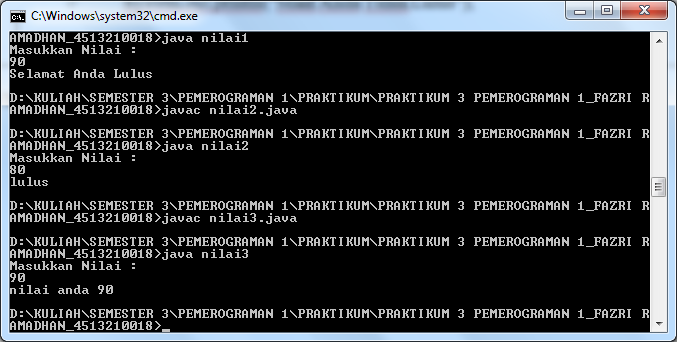 C:\Windows\system32\cmd.exe
AMADHAN_4513210018>java nilai1
Masukkan Nilai :
90
Selamat Anda Lulus
D:\KULIAH\SEMESTER 3\PEMEROGRAMAN 1\PRAKTIKUM\PRAKTIKUM 3 PEMEROGRAMAN 1_FAZRI R
AMADHAN_4513210018>javac nilai2.java
D:\KULIAH\SEMESTER 3\PEMEROGRAMAN 1\PRAKTIKUM\PRAKTIKUM 3 PEMEROGRAMAN 1_FAZRI R
AMADHAN_4513210018>java nilai2
Masukkan Nilai :
80
lulus
D:\KULIAH\SEMESTER 3\PEMEROGRAMAN 1\PRAKTIKUM\PRAKTIKUM 3 PEMEROGRAMAN 1_FAZRI R
AMADHAN_4513210018>javac nilai3.java
D:\KULIAH\SEMESTER 3\PEMEROGRAMAN 1\PRAKTIKUM\PRAKTIKUM 3 PEMEROGRAMAN 1_FAZRI R
AMADHAN_4513210018>java nilai3
Masukkan Nilai :
90
nilai anda 90
D:\KULIAH\SEMESTER 3\PEMEROGRAMAN 1\PRAKTIKUM\PRAKTIKUM 3 PEMEROGRAMAN 1_FAZRI R
AMADHAN_4513210018>_